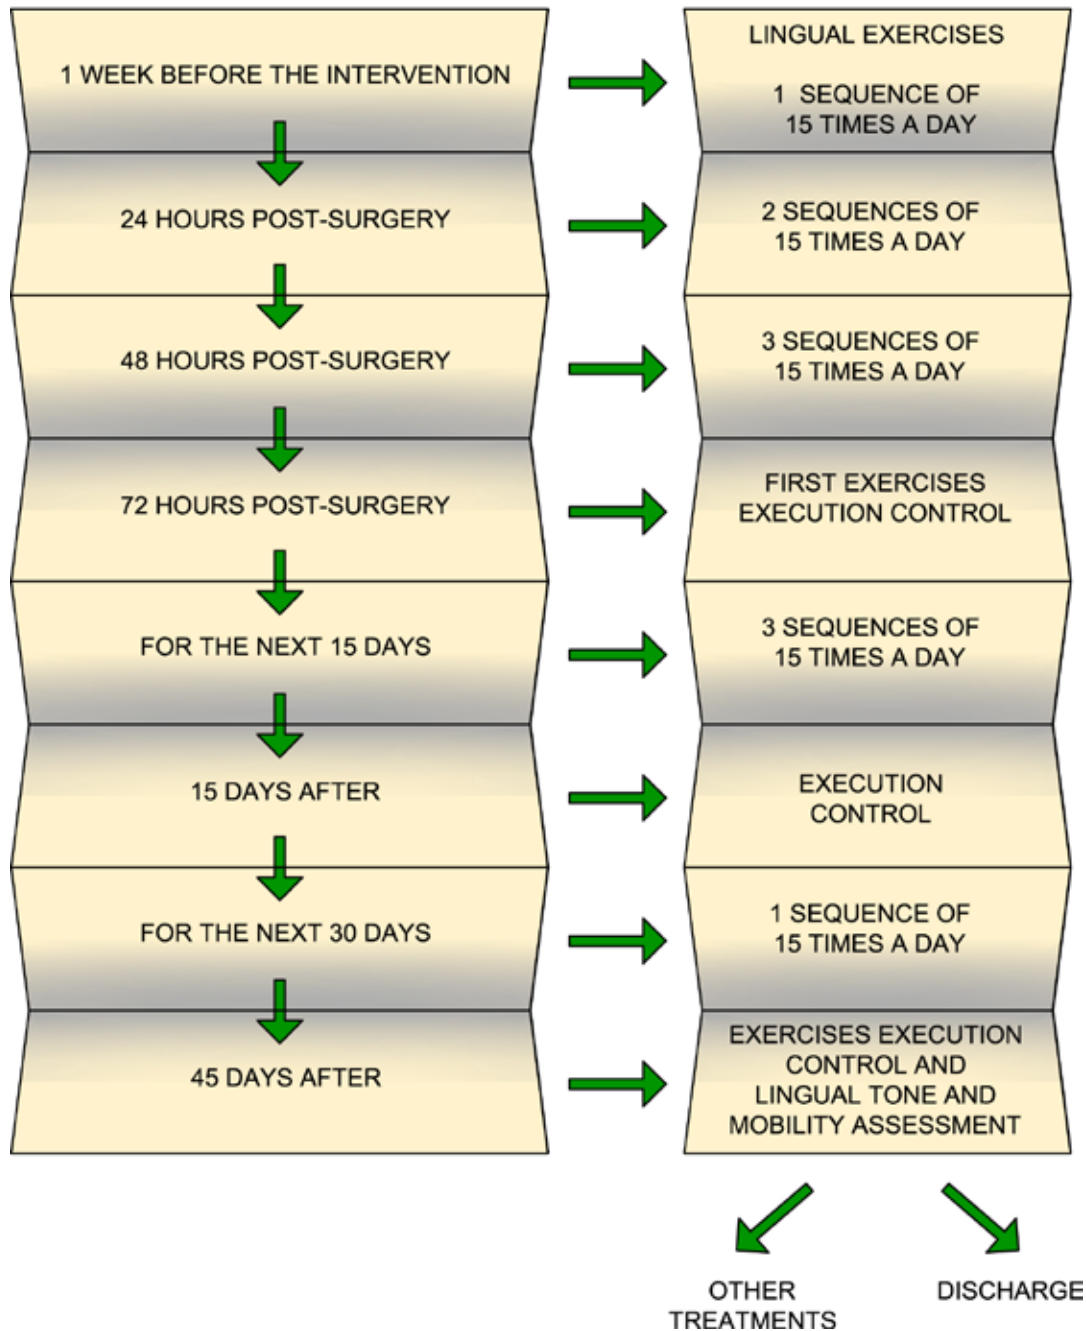 1 WEEK BEFORE THE INTERVENTION
LINGUAL EXERCISES
1 SEQUENCE OF
15 TIMES A DAY
24 HOURS POST-SURGERY
2 SEQUENCES OF
15 TIMES A DAY
48 HOURS POST-SURGERY
3 SEQUENCES OF
15 TIMES A DAY
72 HOURS POST-SURGERY
FIRST EXERCISES
EXECUTION CONTROL
FOR THE NEXT 15 DAYS
3 SEQUENCES OF
15 TIMES A DAY
15 DAYS AFTER
EXECUTION
CONTROL
FOR THE NEXT 30 DAYS
1 SEQUENCE OF
15 TIMES A DAY
45 DAYS AFTER
EXERCISES EXECUTION
CONTROL AND
LINGUAL TONE AND
MOBILITY ASSESSMENT
OTHER
TREATMENTS
DISCHARGE